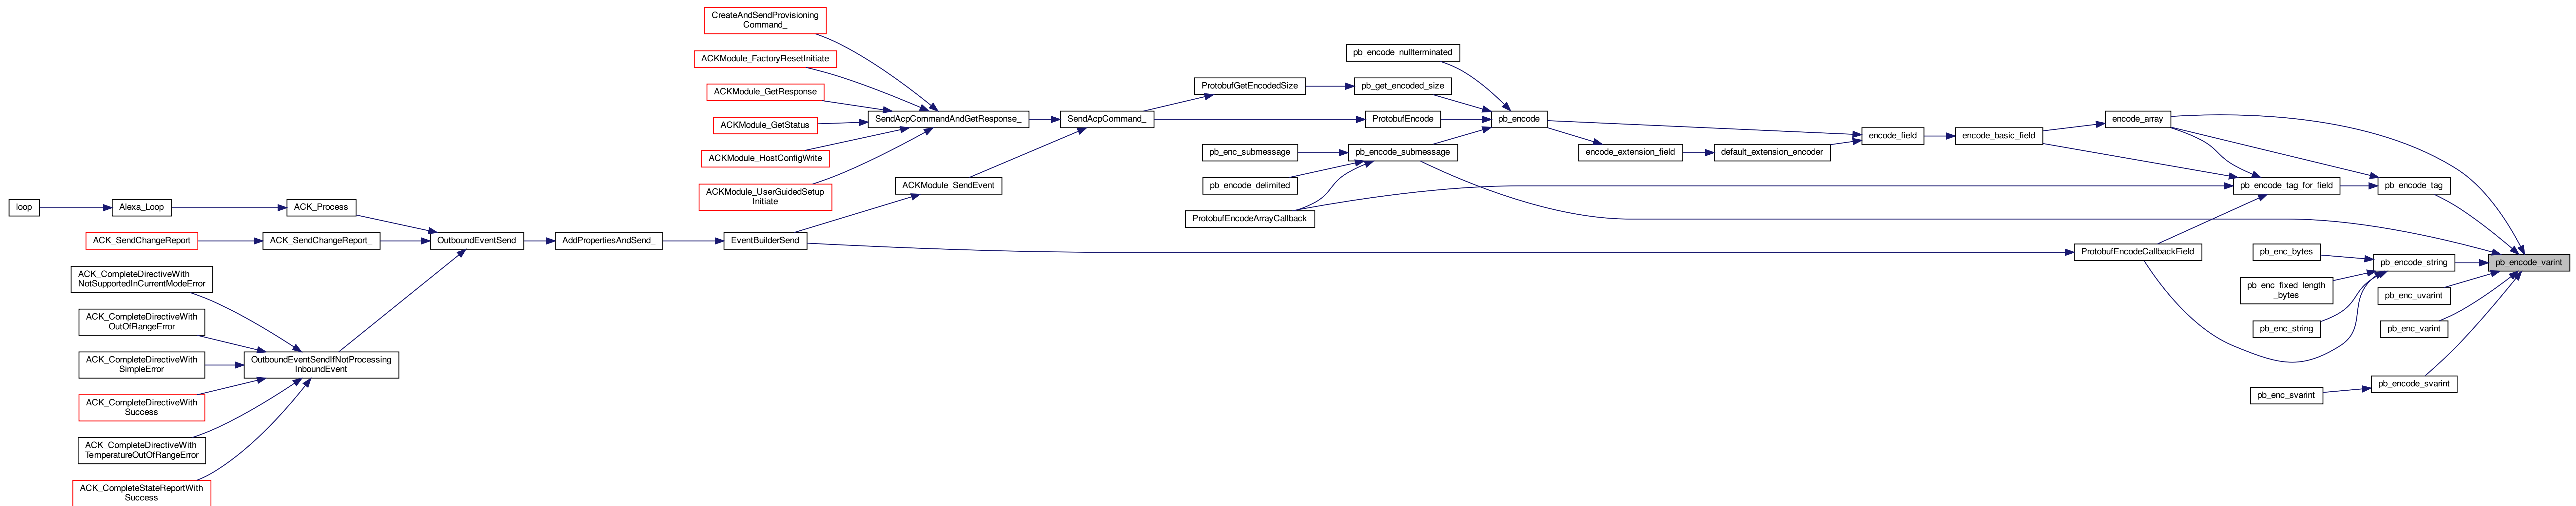 CreateAndSendProvisioning
Command_
ACKModule_FactoryResetInitiate
ACKModule_GetResponse
ACKModule_GetStatus
ACKModule_HostConfigWrite
ACKModule_UserGuidedSetup
Initiate
SendAcpCommandAndGetResponse_
SendAcpCommand_
ACKModule_SendEvent
ProtobufGetEncodedSize
pb_encode_nullterminated
pb_get_encoded_size
ProtobufEncode
pb_encode
pb_enc_submessage
pb_encode_submessage
pb_encode_delimited
ProtobufEncodeArrayCallback
encode_extension_field
default_extension_encoder
encode_field
encode_basic_field
encode_array
pb_encode_tag_for_field
pb_encode_tag
loop
Alexa_Loop
ACK_Process
ACK_SendChangeReport
ACK_SendChangeReport_
OutboundEventSend
AddPropertiesAndSend_
EventBuilderSend
ProtobufEncodeCallbackField
pb_enc_bytes
pb_encode_string
pb_encode_varint
pb_enc_fixed_length
_bytes
pb_enc_uvarint
pb_enc_string
pb_enc_varint
pb_encode_svarint
pb_enc_svarint
ACK_CompleteDirectiveWith
NotSupportedInCurrentModeError
ACK_CompleteDirectiveWith
OutOfRangeError
ACK_CompleteDirectiveWith
SimpleError
OutboundEventSendIfNotProcessing
InboundEvent
ACK_CompleteDirectiveWith
Success
ACK_CompleteDirectiveWith
TemperatureOutOfRangeError
ACK_CompleteStateReportWith
Success